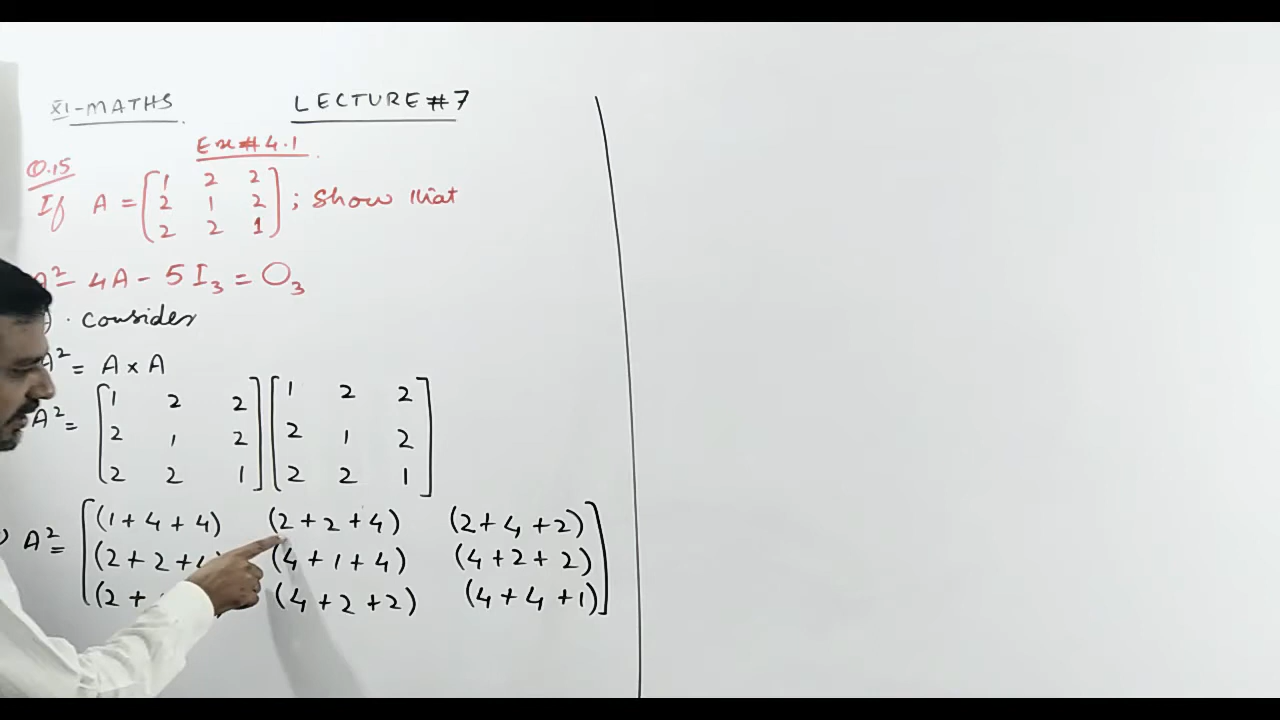 XI-MATHS LECTURE#7
Ex#4.1
Q.15
If A = [1 2 2; show that
2 1 2
2 2 1]
A²- 4A - 5I₃ = O₃
consider
A² = A × A
A² = [1 2 2] [1 2 2]
2 1 2 2 1 2
2 2 1 2 2 1
A² = [(1+4+4) (2+2+4) (2+4+2)]
(2+2+ (4+1+4) (4+2+2)
(2+ (4+2+2) (4+4+1)